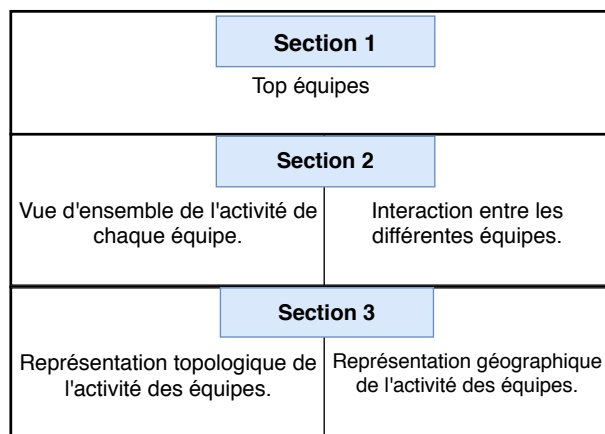 Section 1
Top équipes
Section 2
Vue d'ensemble de l'activité de
chaque équipe.
Interaction entre les
différentes équipes.
Section 3
Représentation topologique de
l'activité des équipes.
Représentation géographique
de l'activité des équipes.